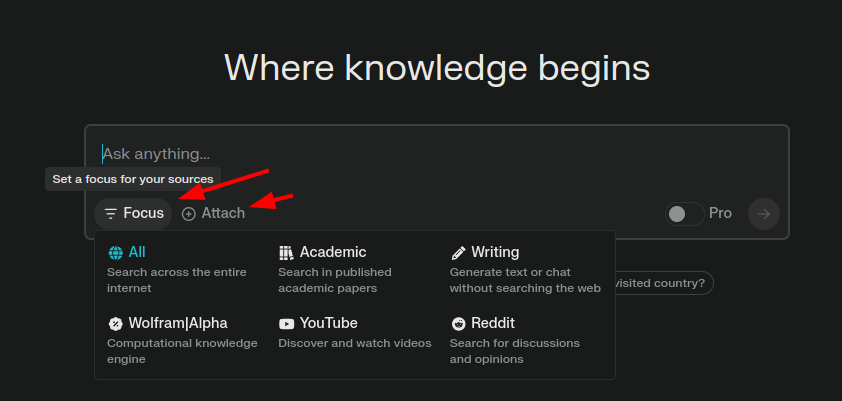 Where knowledge begins
Ask anything...
Set a focus for your sources
Focus
Attach
Pro
All
Search across the entire
internet
Academic
Search in published
academic papers
Writing
Generate text or chat
without searching the web
visited country?
Wolfram|Alpha
Computational knowledge
engine
YouTube
Discover and watch videos
Reddit
Search for discussions
and opinions